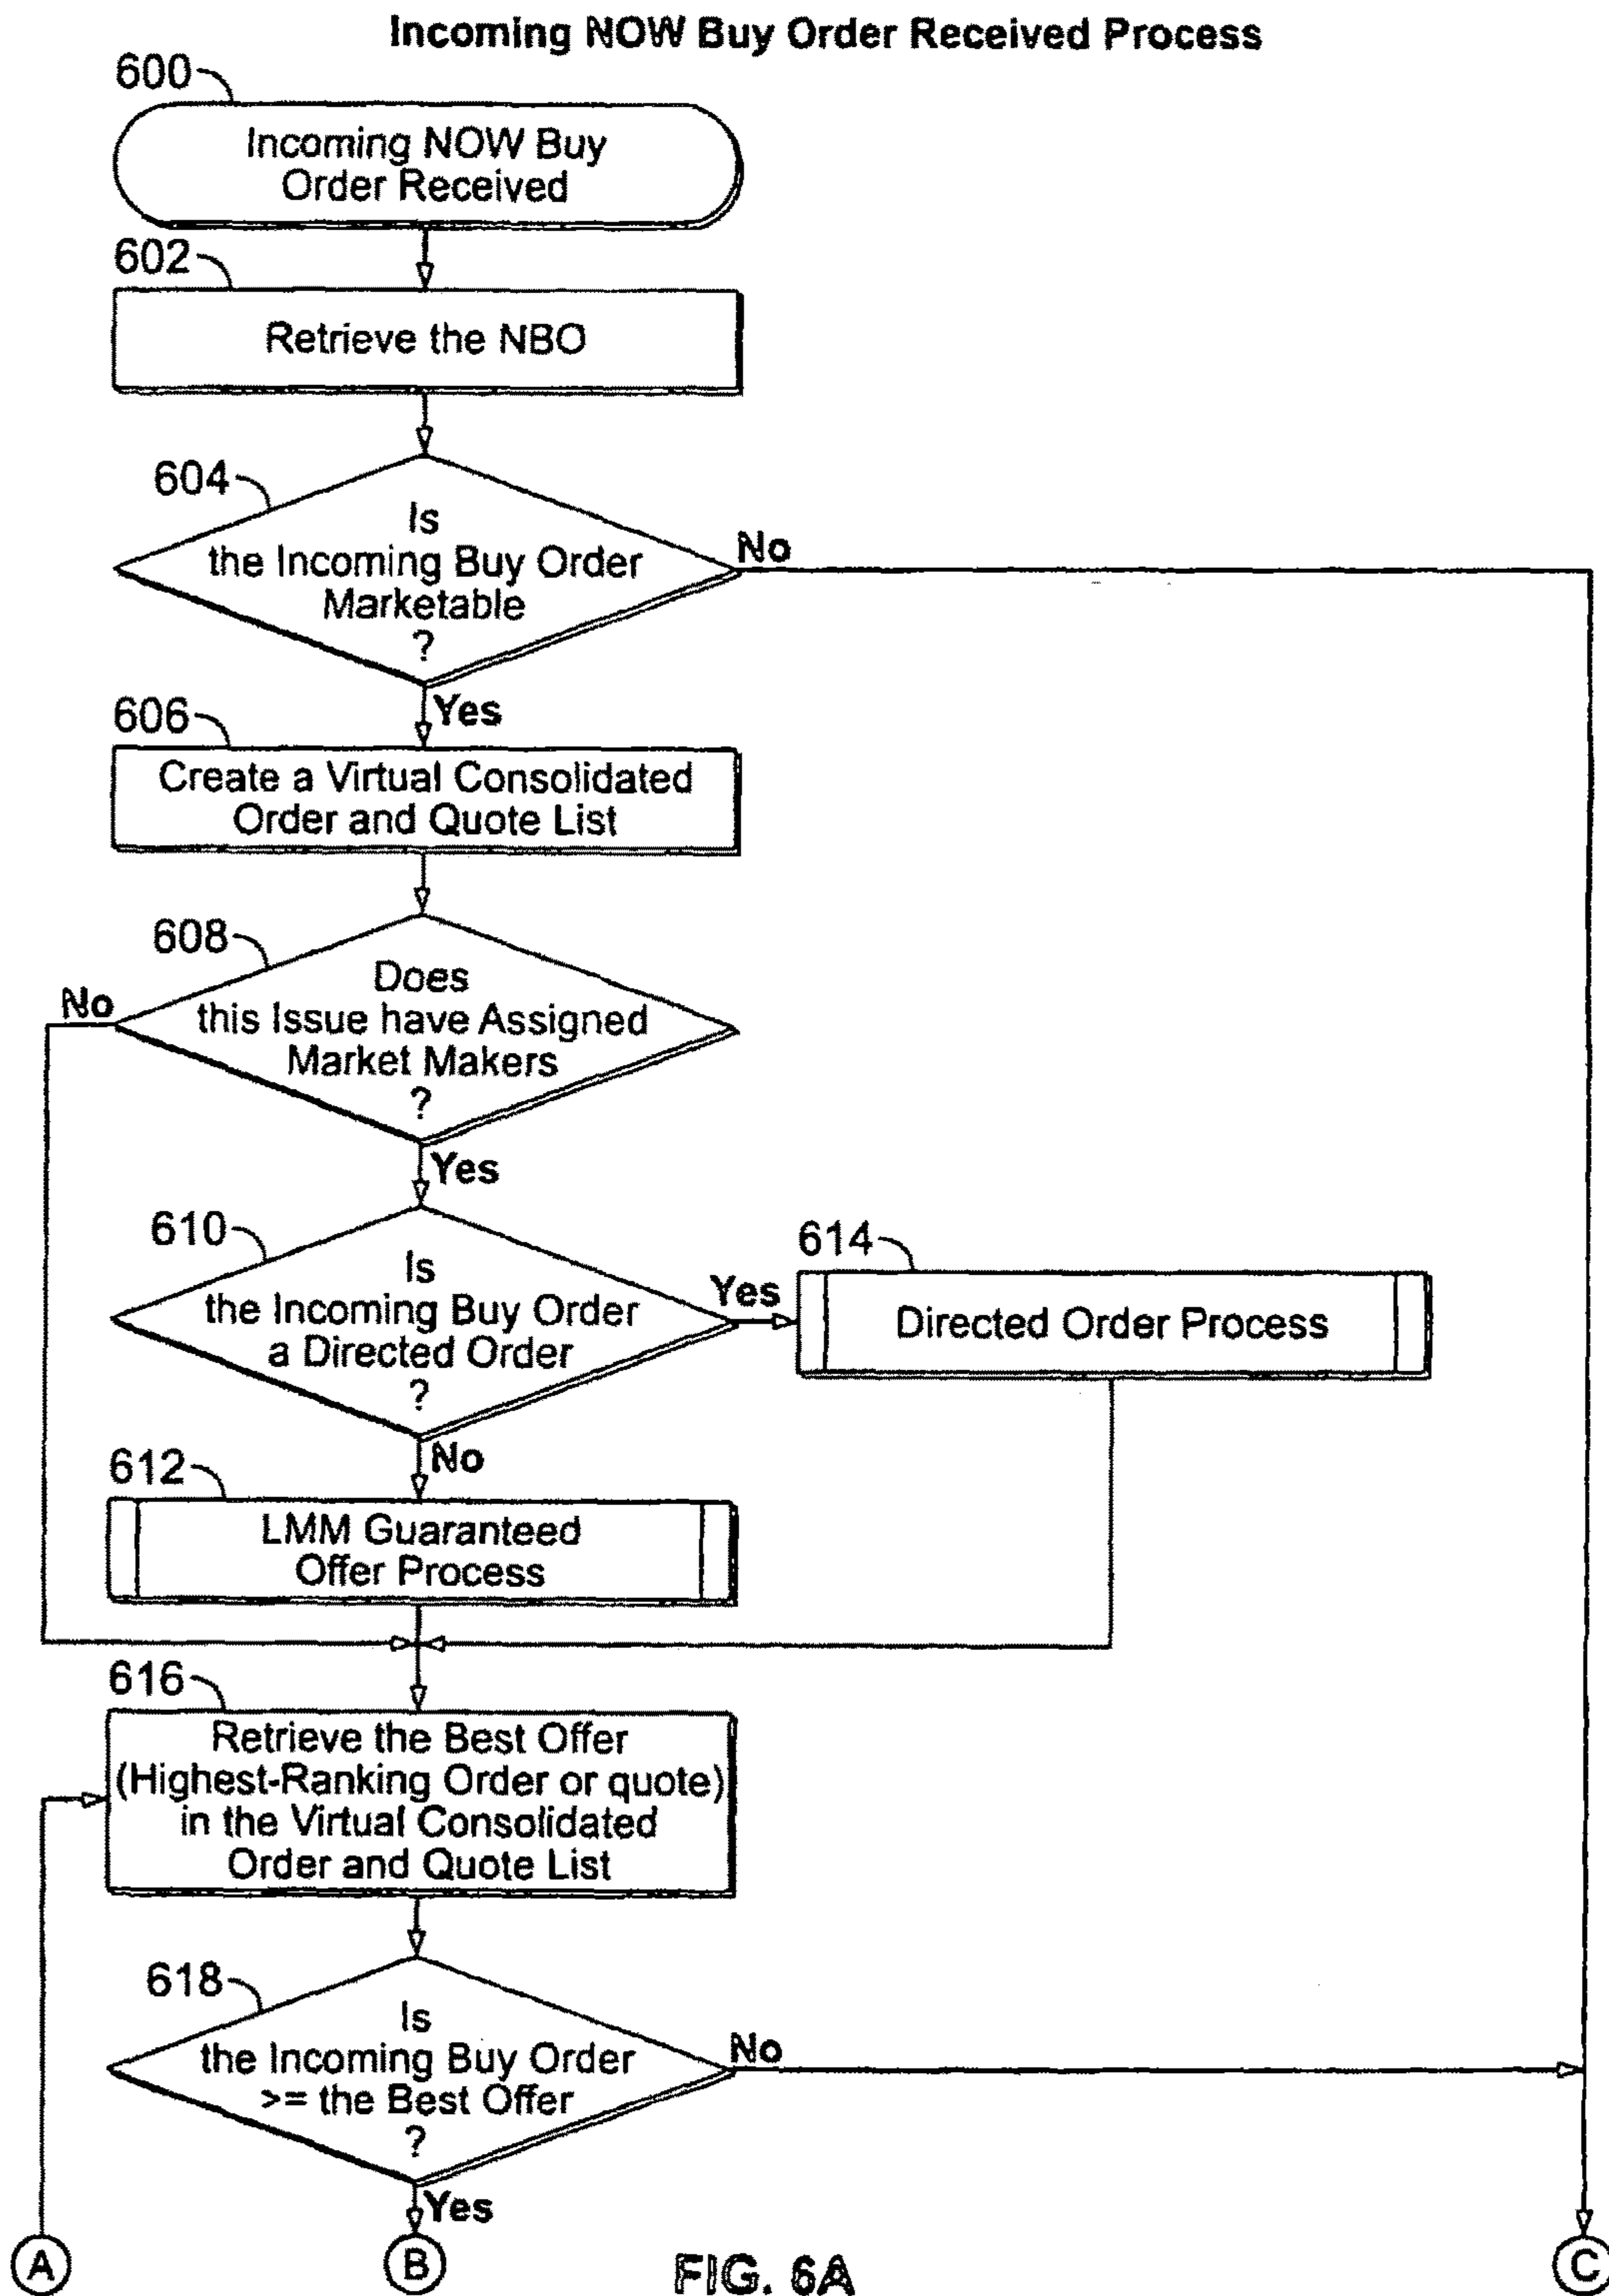 Incoming NOW Buy Order Received Process
600
Incoming NOW Buy
Order Received
602
Retrieve the NBO
604
Is
the Incoming Buy Order
Marketable
?
No
Yes
606
Create a Virtual Consolidated
Order and Quote List
608
Does
this Issue have Assigned
Market Makers
?
No
Yes
610
Is
the Incoming Buy Order
a Directed Order
?
Yes
614
Directed Order Process
No
612
LMM Guaranteed
Offer Process
616
Retrieve the Best Offer
(Highest-Ranking Order or quote)
in the Virtual Consolidated
Order and Quote List
618
Is
the Incoming Buy Order
>= the Best Offer
?
No
Yes
A
B
C
FIG. 6A